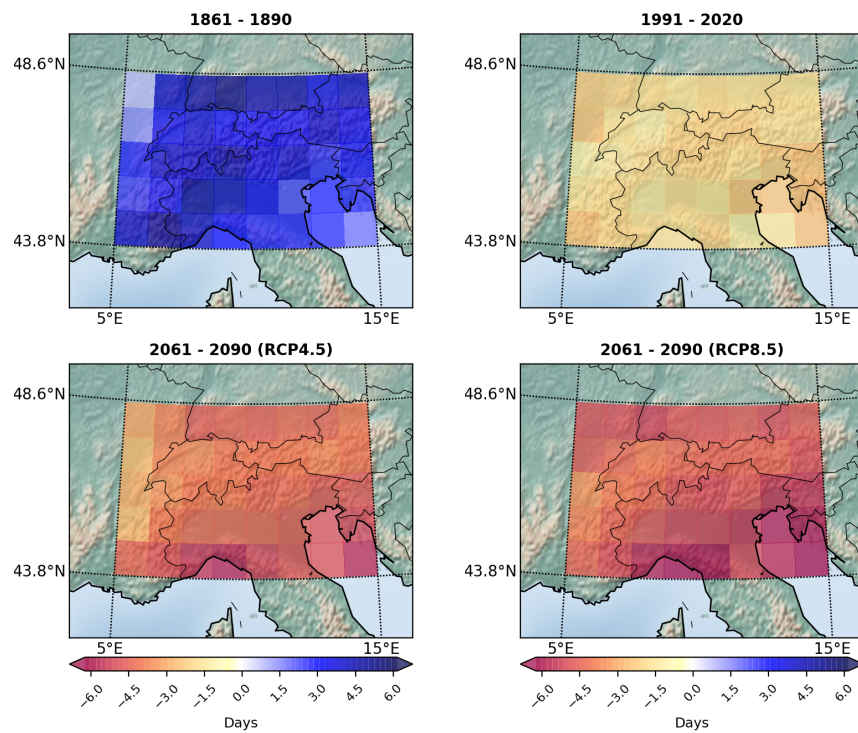 1861 - 1890
1991 - 2020
48.6°N
43.8°N
5°E
15°E
48.6°N
43.8°N
5°E
15°E
2061 - 2090 (RCP4.5)
2061 - 2090 (RCP8.5)
48.6°N
43.8°N
5°E
15°E
48.6°N
43.8°N
5°E
15°E
−6.0
−4.5
−3.0
−1.5
0.0
1.5
3.0
4.5
6.0
Days
−6.0
−4.5
−3.0
−1.5
0.0
1.5
3.0
4.5
6.0
Days